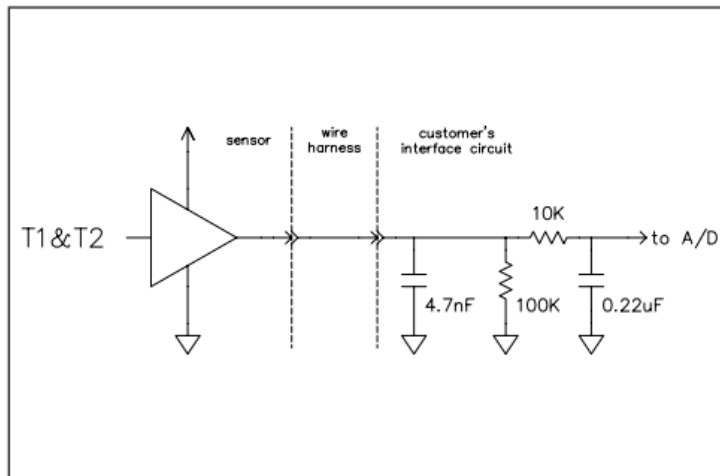 sensor
wire
harness
customer's
interface circuit
T1&T2
10K
to A/D
4.7nF
100K
0.22uF